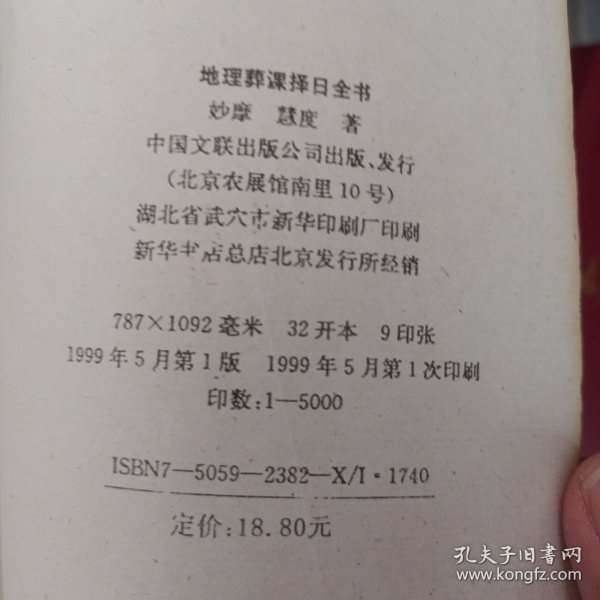 地理葬课择日全书
妙摩 慧度 著
中国文联出版公司出版、发行
(北京农展馆南里10号)
湖北省武穴市新华印刷厂印刷
新华书店总店北京发行所经销
787×1092毫米 32开本 9印张
1999年5月第1版 1999年5月第1次印刷
印数:1—5000
ISBN7—5059—2382—X/I·1740
定价:18.80元
孔夫子旧书网
www.kongfz.com